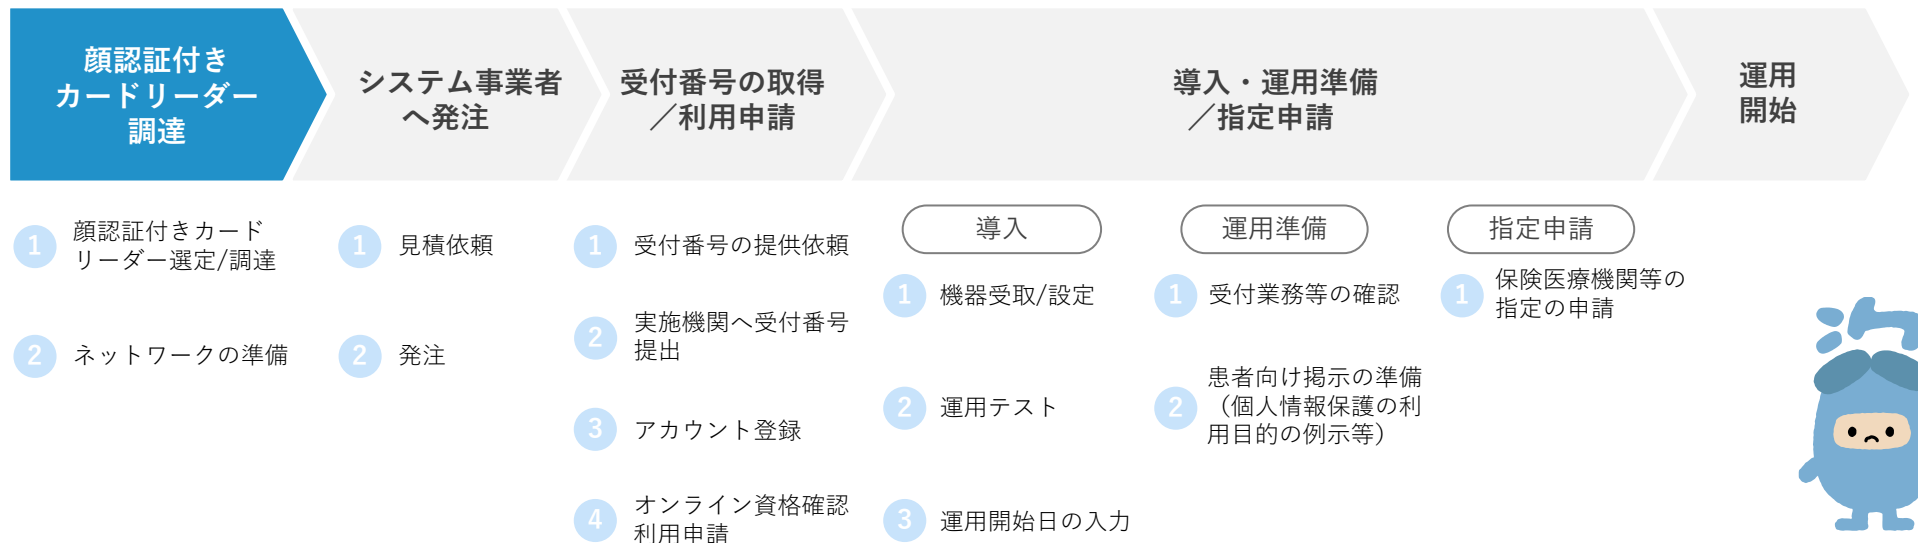 顔認証付き
カードリーダー
調達
システム事業者
へ発注
受付番号の取得
／利用申請
導入・運用準備
／指定申請
運用
開始
1
顔認証付きカード
リーダー選定/調達
2
ネットワークの準備
1
見積依頼
2
発注
1
受付番号の提供依頼
2
実施機関へ受付番号
提出
3
アカウント登録
4
オンライン資格確認
利用申請
導入
1
機器受取/設定
2
運用テスト
3
運用開始日の入力
運用準備
1
受付業務等の確認
2
患者向け掲示の準備
（個人情報保護の利
用目的の例示等）
指定申請
1
保険医療機関等の
指定の申請